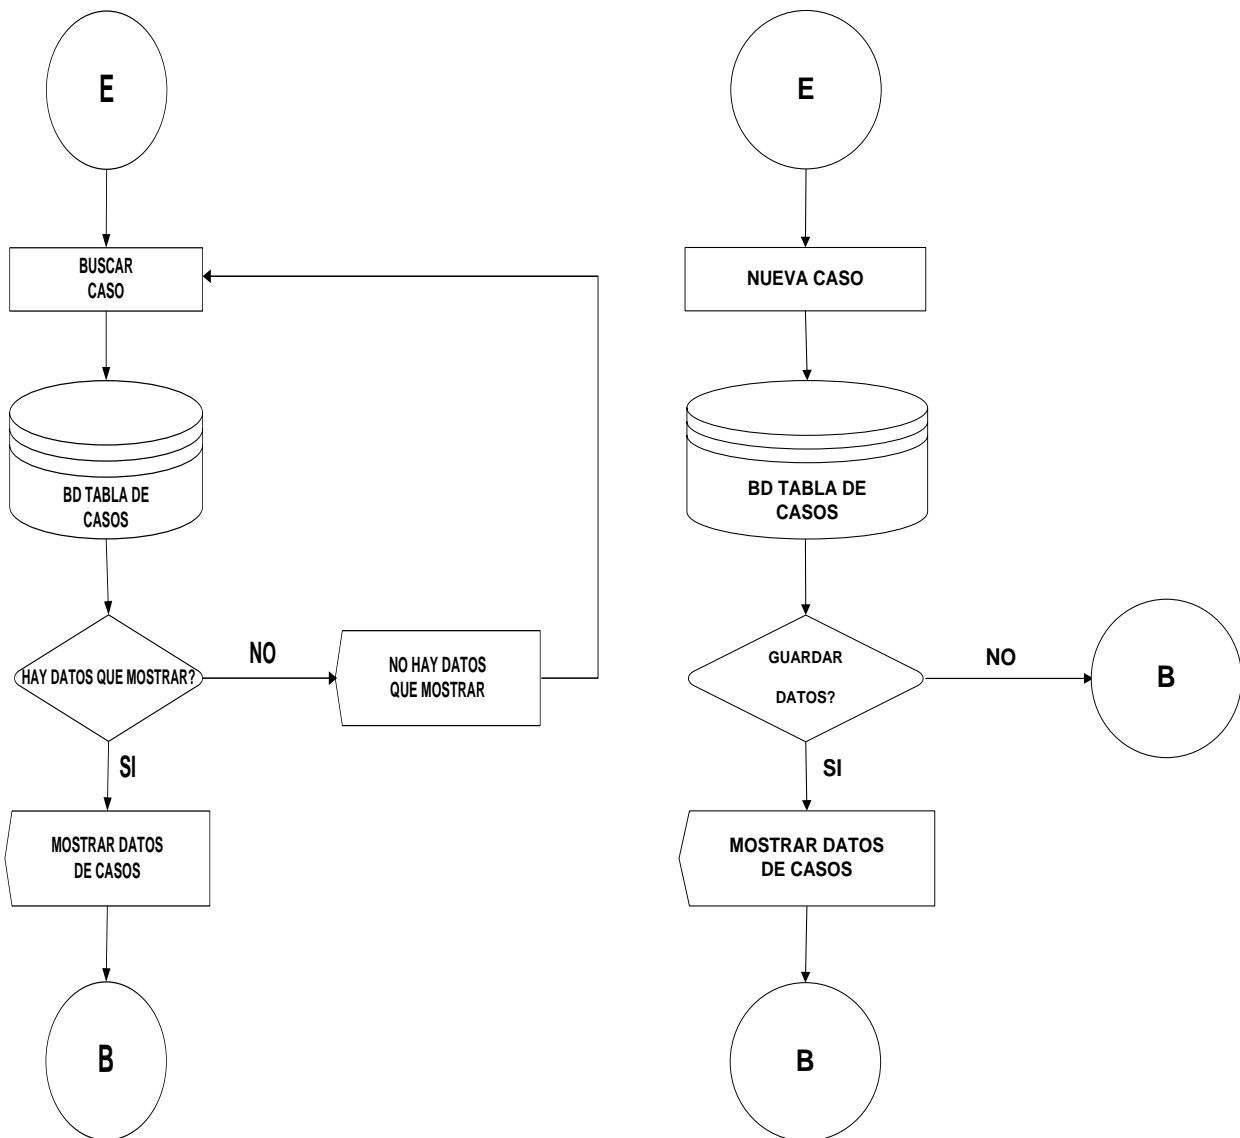 E
BUSCAR
CASO
BD TABLA DE
CASOS
HAY DATOS QUE MOSTRAR?
NO
NO HAY DATOS
QUE MOSTRAR
SI
MOSTRAR DATOS
DE CASOS
B
E
NUEVA CASO
BD TABLA DE
CASOS
GUARDAR
DATOS?
NO
B
SI
MOSTRAR DATOS
DE CASOS
B